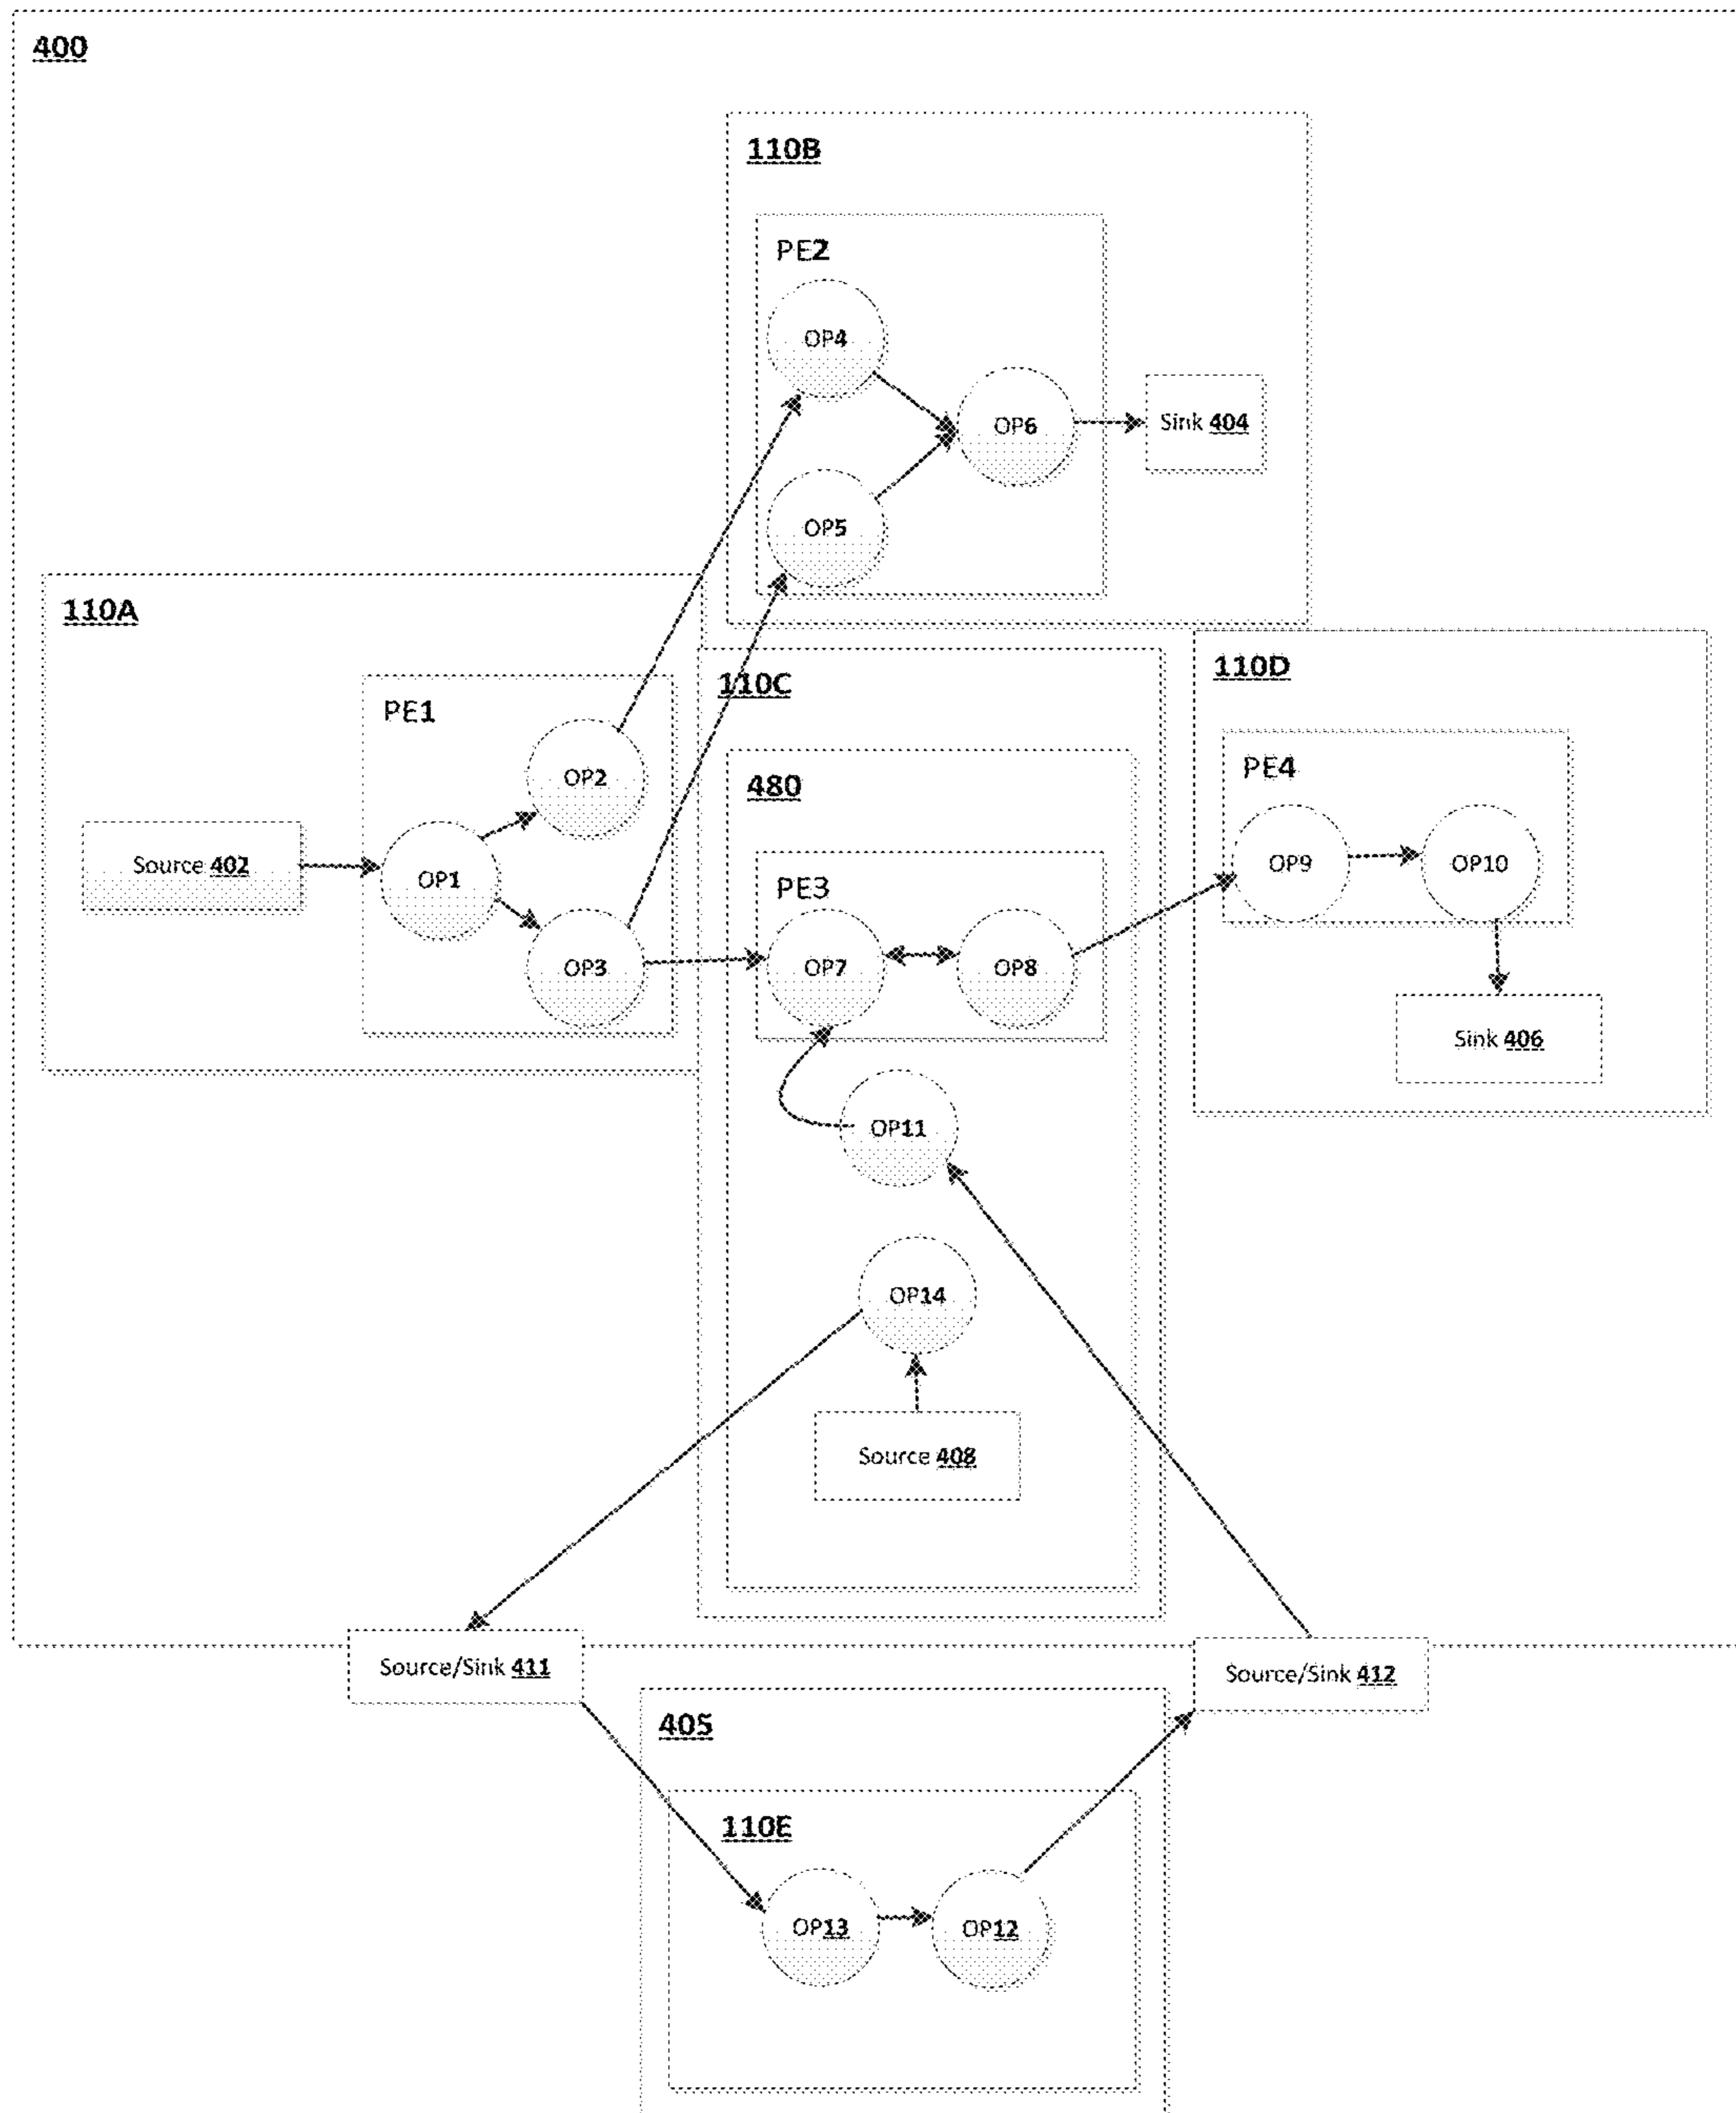 400
110B
PE2
OP4
OP6
Sink 404
OP5
110A
110C
110D
PE1
OP2
480
PE4
Source 402
OP1
PE3
OP9
OP10
OP3
OP7
OP8
Sink 406
OP11
OP14
Source 408
Source/Sink 411
Source/Sink 412
405
110E
OP13
OP12